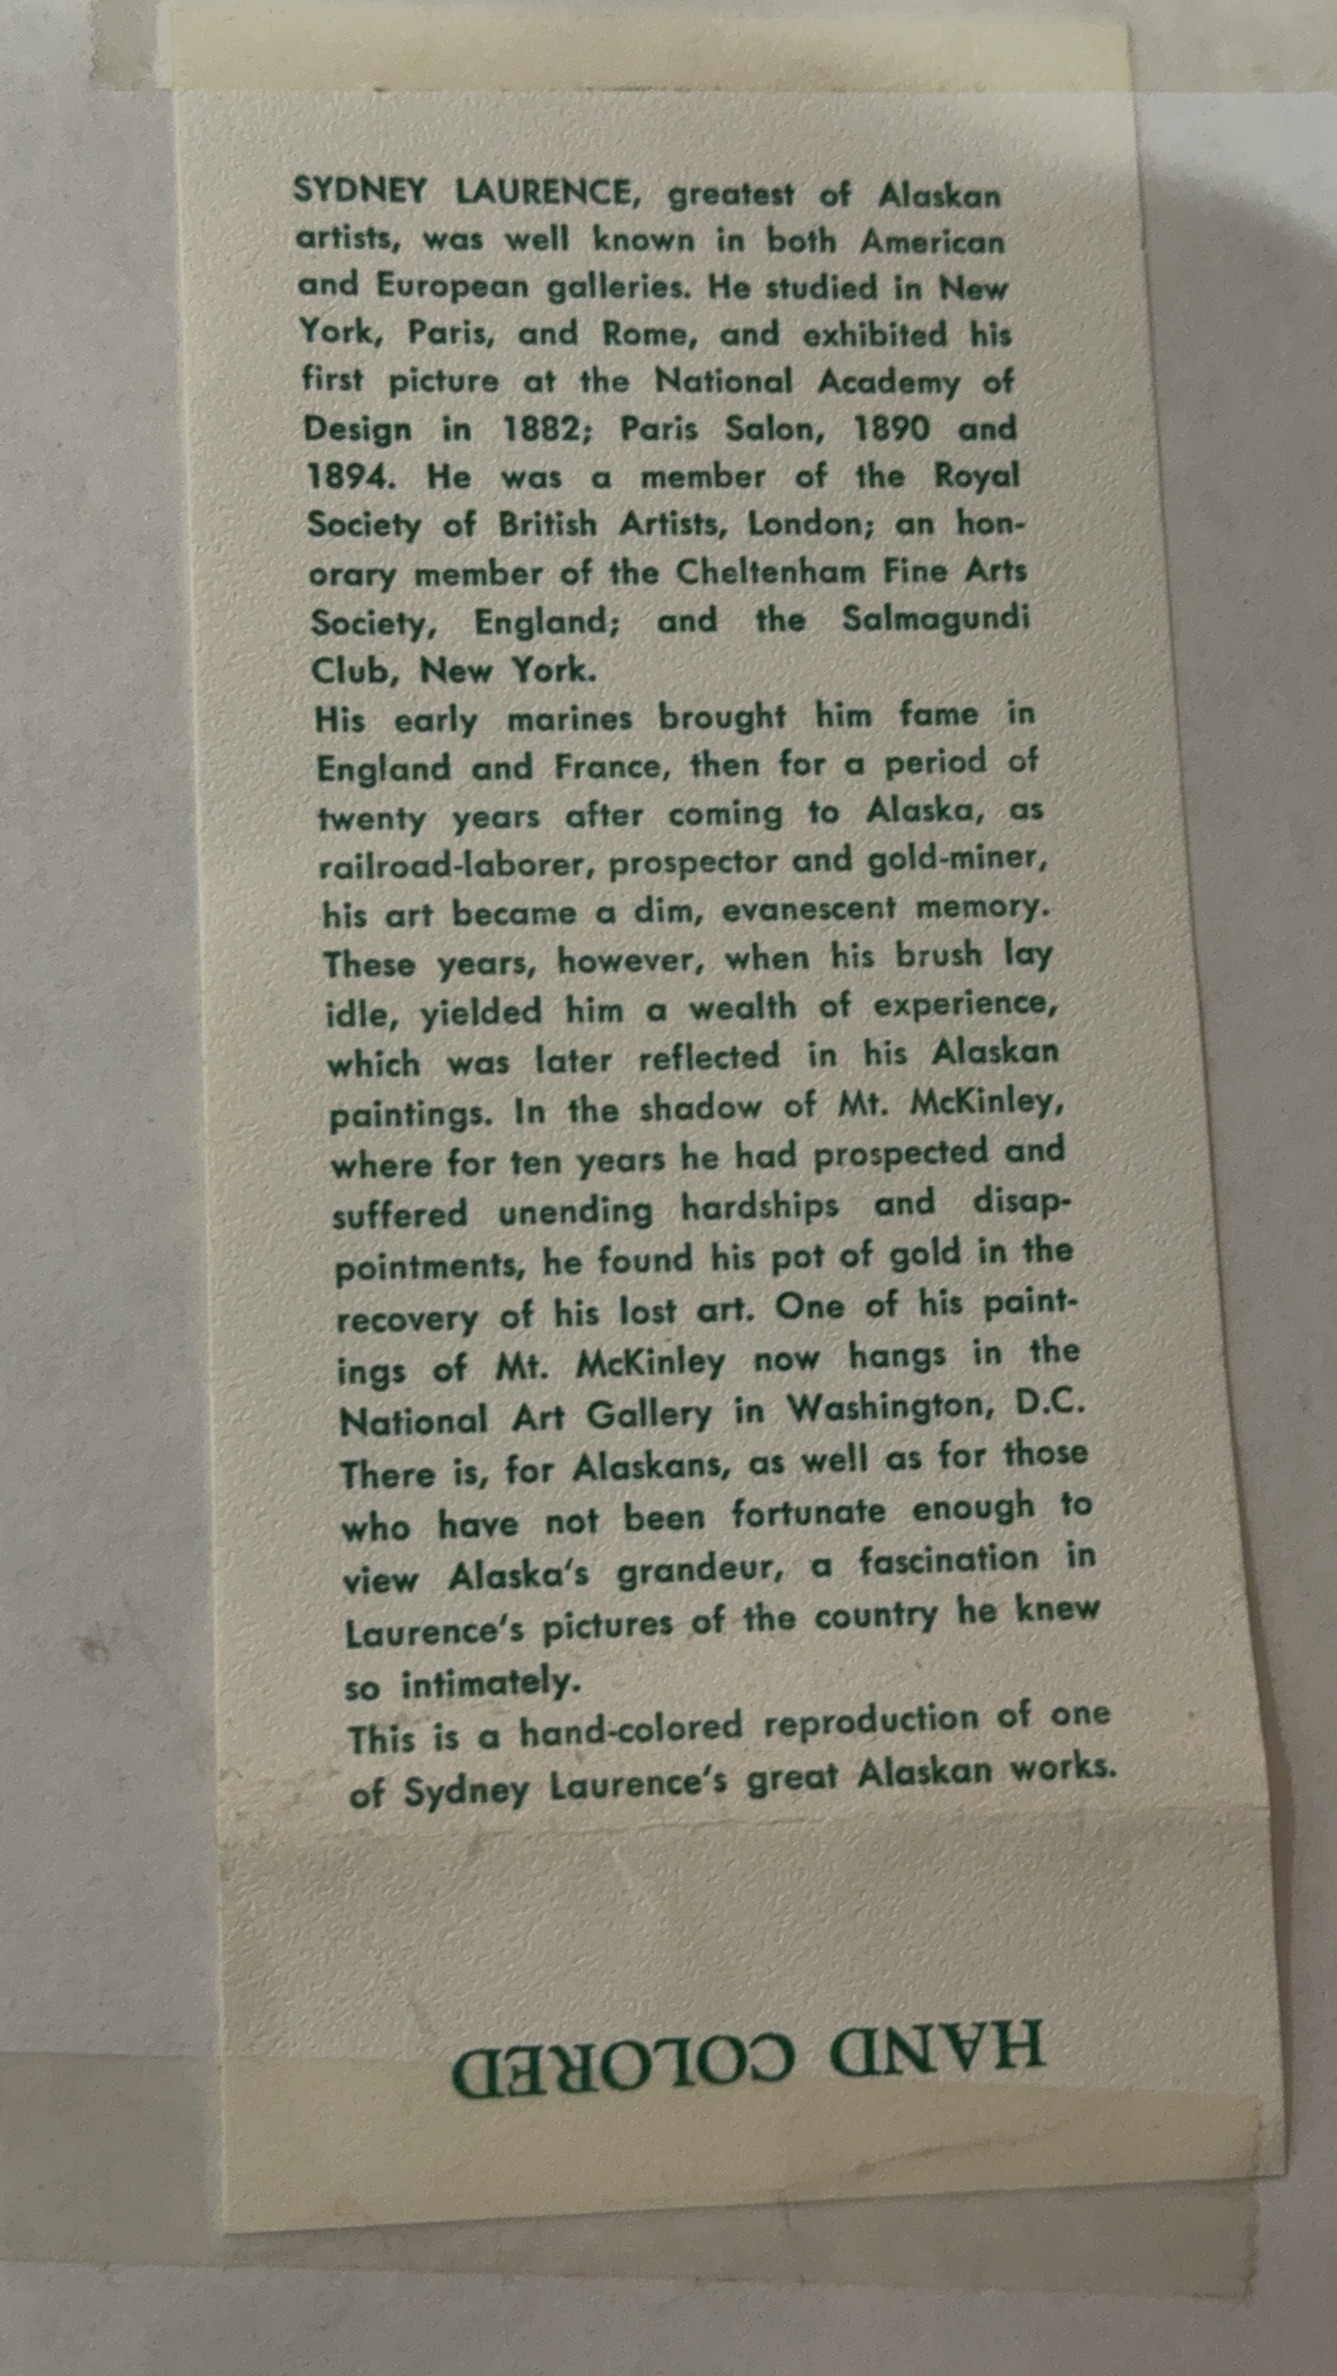 SYDNEY LAURENCE, greatest of Alaskan
artists, was well known in both American
and European galleries. He studied in New
York, Paris, and Rome, and exhibited his
first picture at the National Academy of
Design in 1882; Paris Salon, 1890 and
1894. He was a member of the Royal
Society of British Artists, London; an hon-
orary member of the Cheltenham Fine Arts
Society, England; and the Salmagundi
Club, New York.
His early marines brought him fame in
England and France, then for a period of
twenty years after coming to Alaska, as
railroad-laborer, prospector and gold-miner,
his art became a dim, evanescent memory.
These years, however, when his brush lay
idle, yielded him a wealth of experience,
which was later reflected in his Alaskan
paintings. In the shadow of Mt. McKinley,
where for ten years he had prospected and
suffered unending hardships and disap-
pointments, he found his pot of gold in the
recovery of his lost art. One of his paint-
ings of Mt. McKinley now hangs in the
National Art Gallery in Washington, D.C.
There is, for Alaskans, as well as for those
who have not been fortunate enough to
view Alaska's grandeur, a fascination in
Laurence's pictures of the country he knew
so intimately.
This is a hand-colored reproduction of one
of Sydney Laurence's great Alaskan works.
HAND COLORED